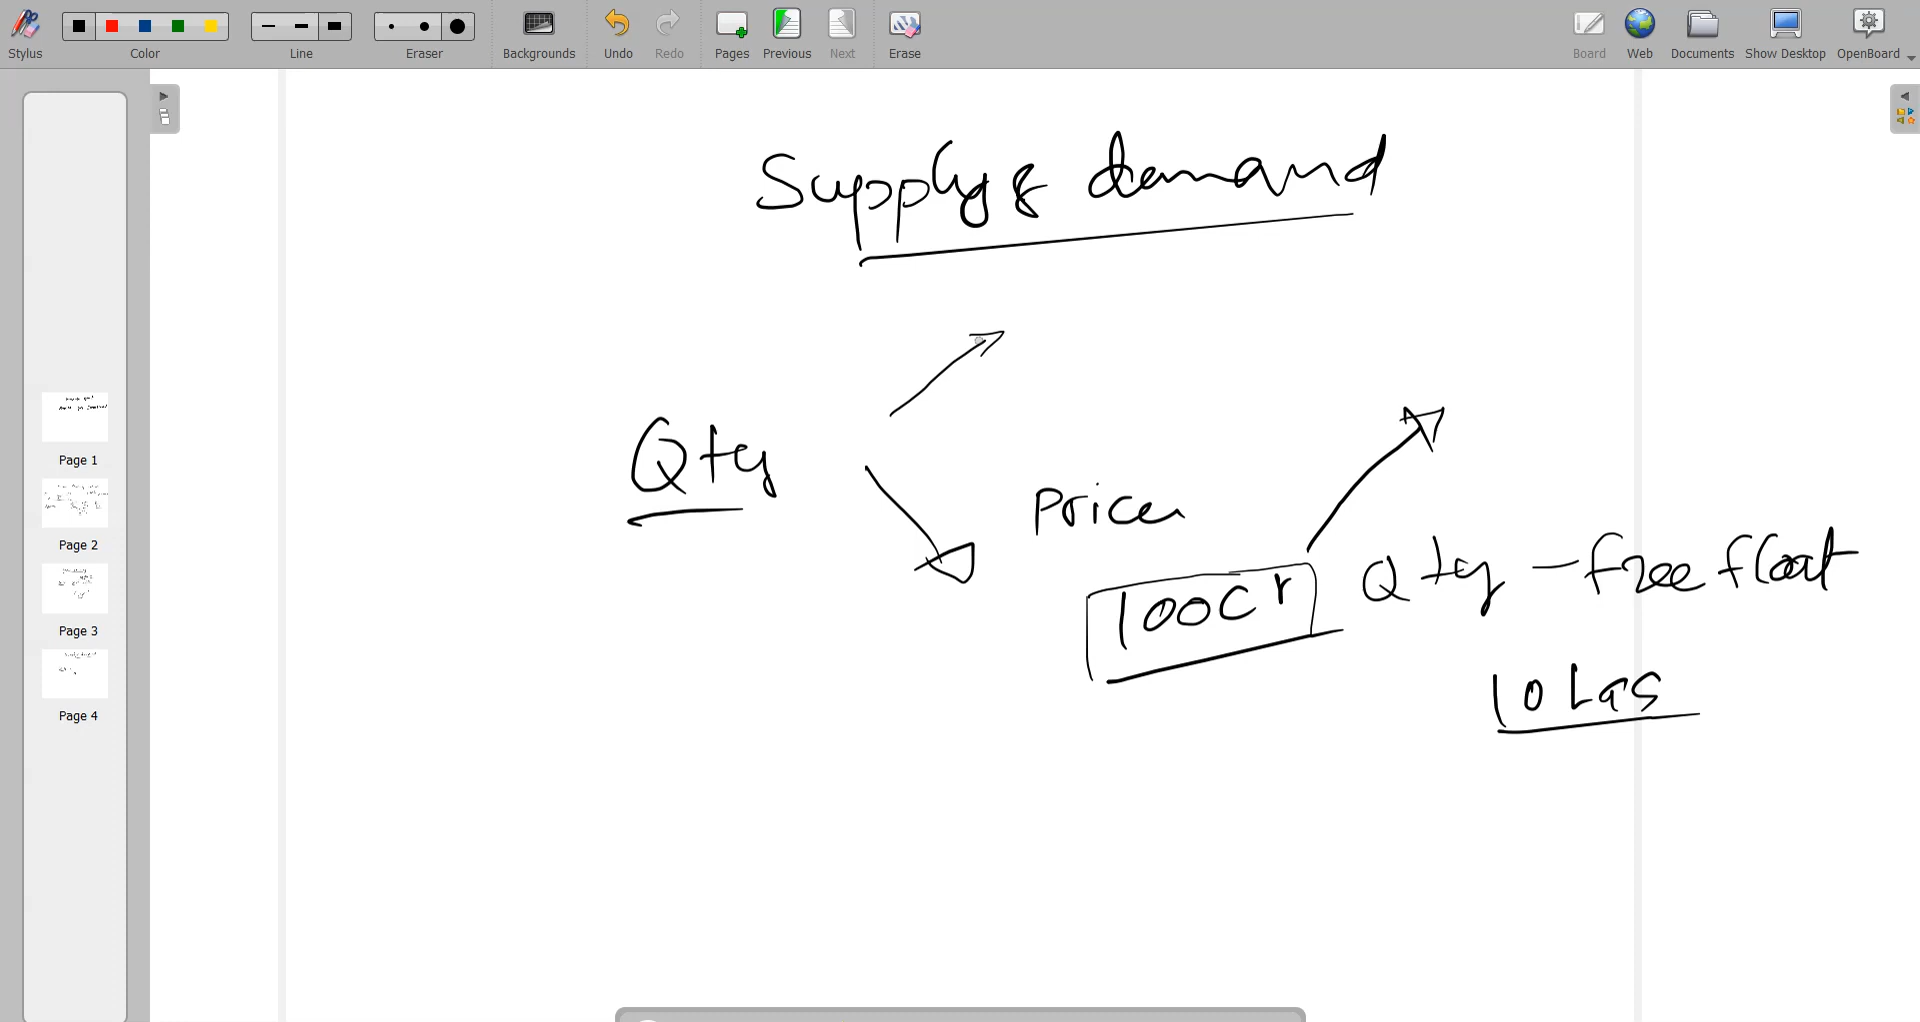 Stylus Color Line Eraser Backgrounds Undo Redo Pages Previous Next Erase Board Web Documents Show Desktop OpenBoard
Supply & demand
Qty
Price
100Cr Qty - free float
10 Las
Page 1
Page 2
Page 3
Page 4